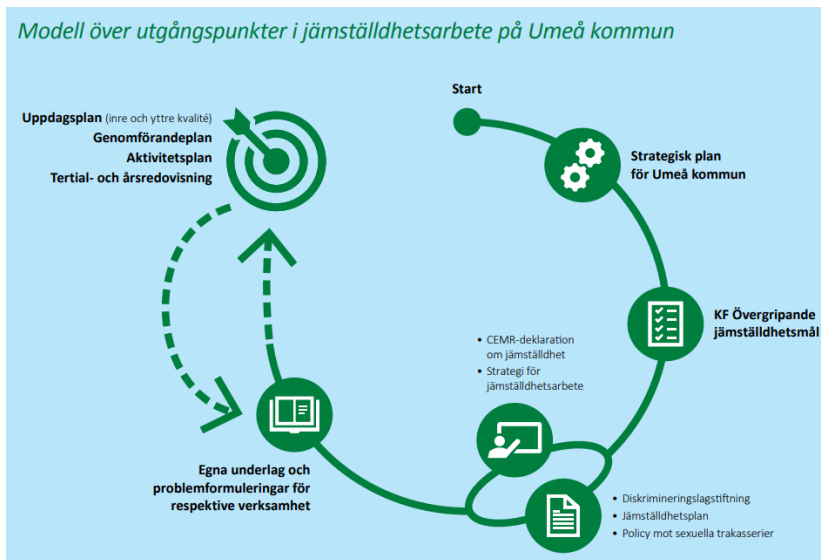 Modell över utgångspunkter i jämställdhetsarbete på Umeå kommun
Start
Strategisk plan
för Umeå kommun
KF Övergripande
jämställdhetsmål
• CEMR-deklaration
om jämställdhet
• Strategi för
jämställdhetsarbete
• Diskrimineringslagstiftning
• Jämställdhetsplan
• Policy mot sexuella trakasserier
Egna underlag och
problemformuleringar för
respektive verksamhet
Uppdagsplan (inre och yttre kvalité)
Genomförandeplan
Aktivitetsplan
Tertial- och årsredovisning